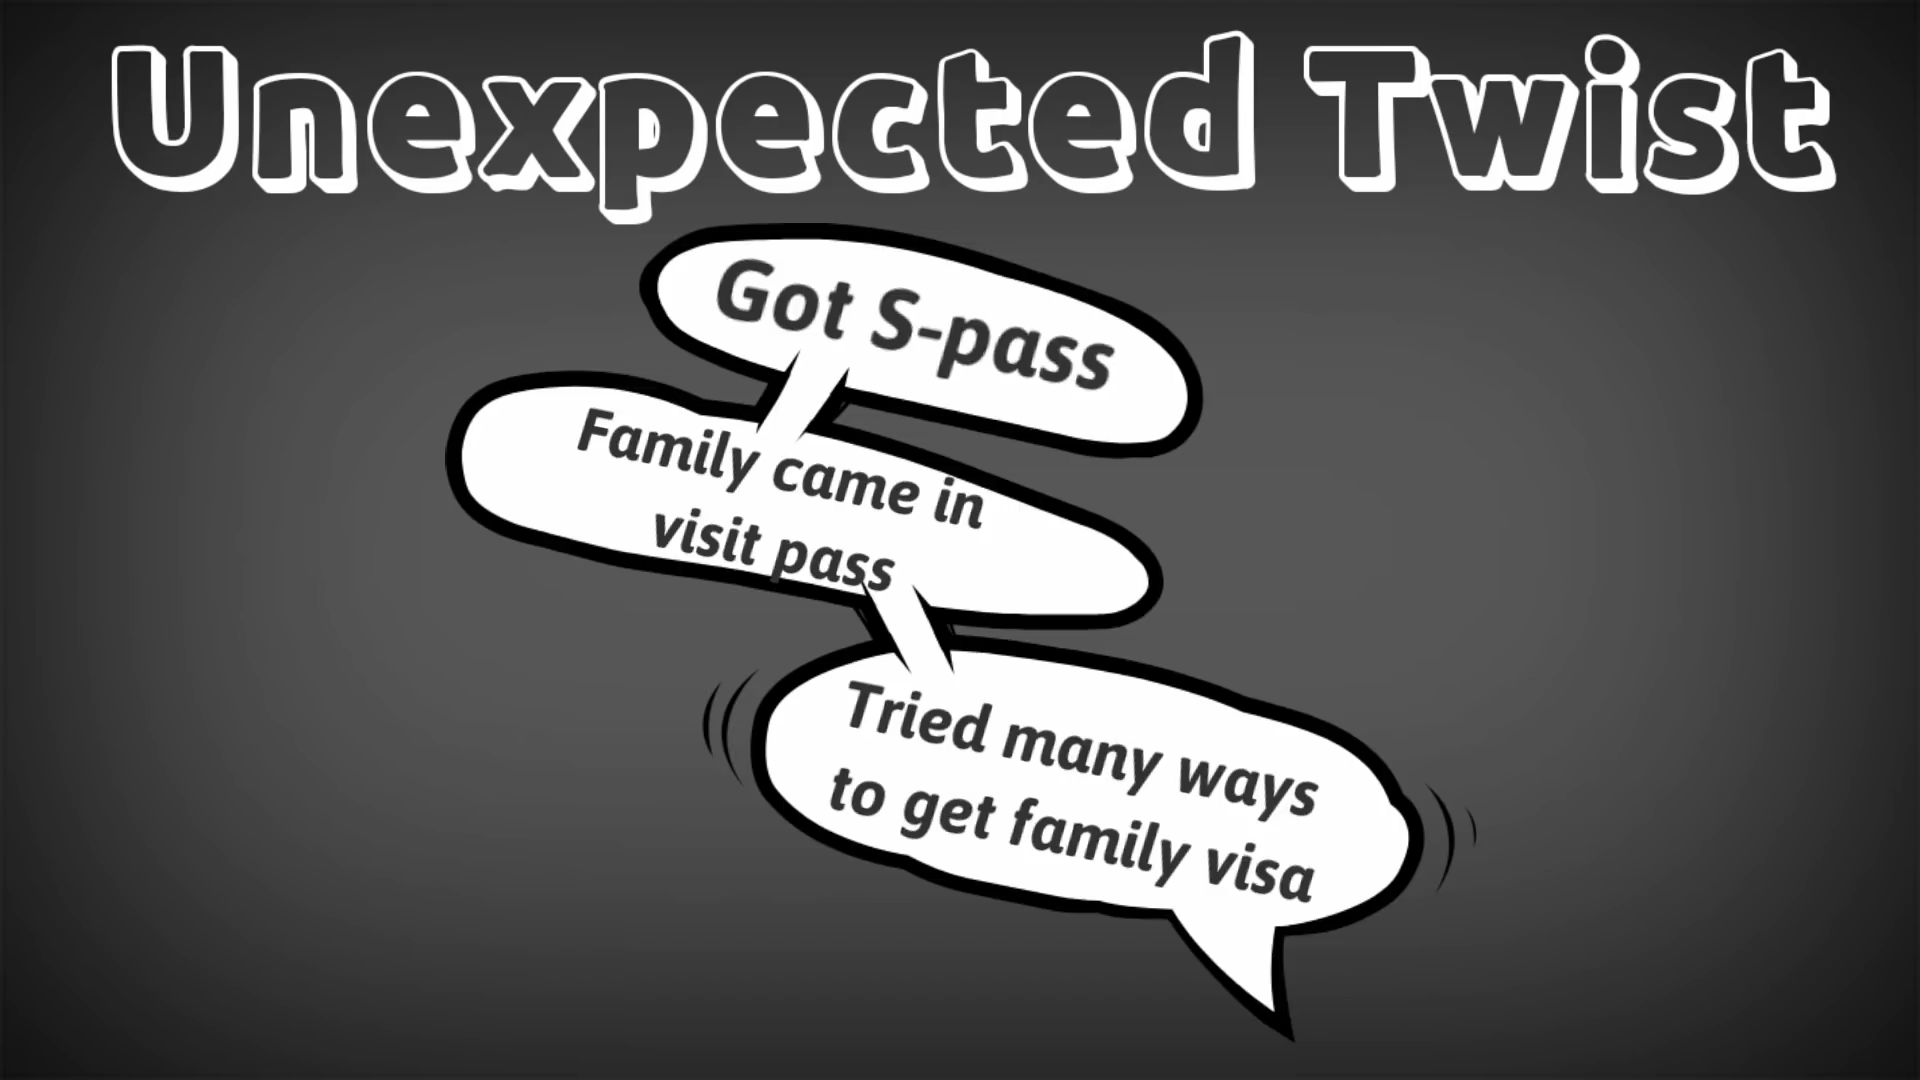 Unexpected Twist
Got S-pass
Family came in
visit pass
Tried many ways
to get family visa